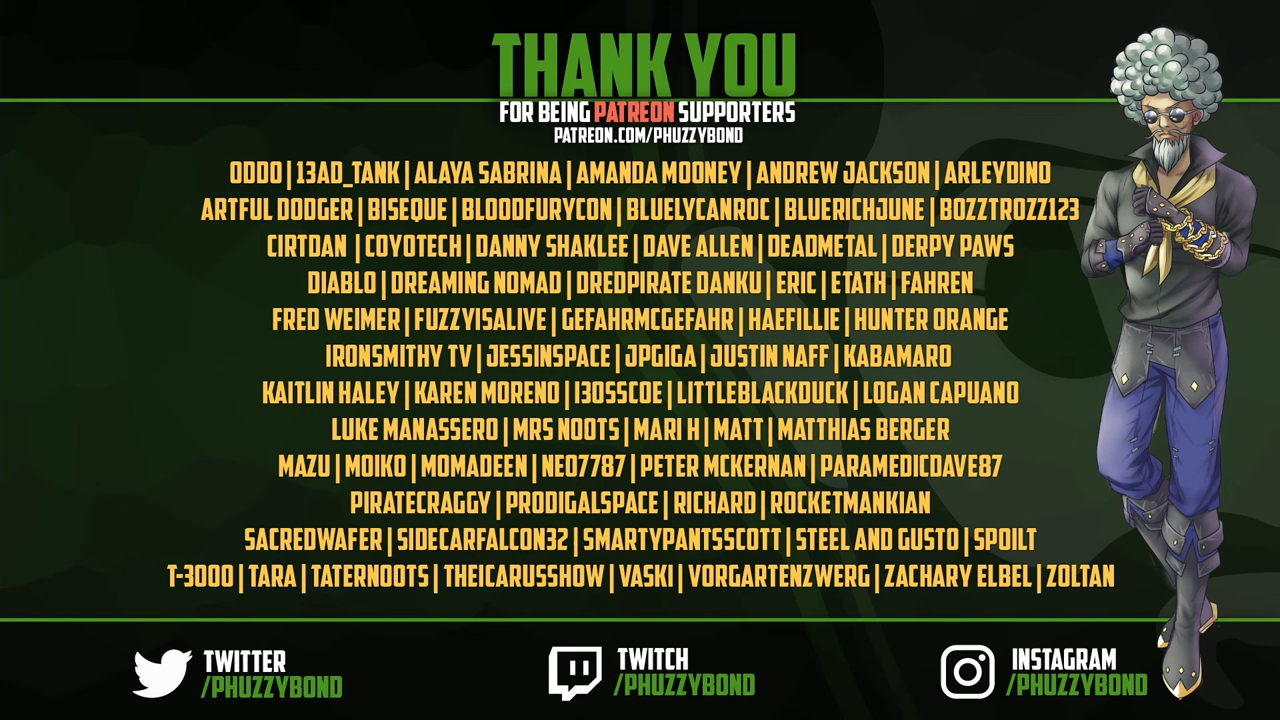 THANK YOU
FOR BEING PATREON SUPPORTERS
PATREON.COM/PHUZZYBOND
ODDO | 13AD_TANK | ALAYA SABRINA | AMANDA MOONEY | ANDREW JACKSON | ARLEYDINO
ARTFUL DODGER | BISEQUE | BLOODFURYCON | BLUELYCANROC | BLUERICHJUNE | BOZZTROZZ123
CIRTDAN | COYOTECH | DANNY SHAKLEE | DAVE ALLEN | DEADMETAL | DERPY PAWS
DIABLO | DREAMING NOMAD | DREDPIRATE DANKU | ERIC | ETATH | FAHREN
FRED WEIMER | FUZZYISALIVE | GEFAHRMCGEFAHR | HAEFILLIE | HUNTER ORANGE
IRONSMITHY TV | JESSINSPACE | JPGIGA | JUSTIN NAFF | KABAMARO
KAITLIN HALEY | KAREN MORENO | I30SSCOE | LITTLEBLACKDUCK | LOGAN CAPUANO
LUKE MANASSERO | MRS NOOTS | MARI H | MATT | MATTHIAS BERGER
MAZU | MOIKO | MOMADEEN | NEO7787 | PETER MCKERNAN | PARAMEDICDAVE87
PIRATECRAGGY | PRODIGALSPACE | RICHARD | ROCKETMANKIAN
SACREDWAFER | SIDECARFALCON32 | SMARTYPANTSSCOTT | STEEL AND GUSTO | SPOILT
T-3000 | TARA | TATERNOOTS | THEICARUSSHOW | VASKI | VORGARTENZWERG | ZACHARY ELBEL | ZOLTAN
TWITTER
/PHUZZYBOND
TWITCH
/PHUZZYBOND
INSTAGRAM
/PHUZZYBOND